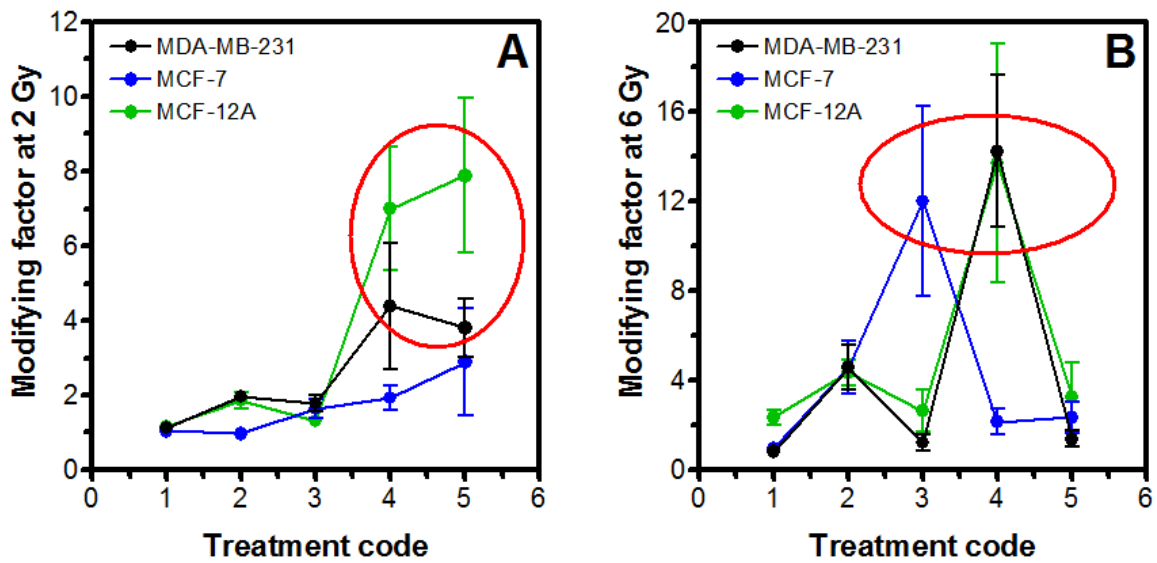 A
MDA-MB-231
MCF-7
MCF-12A
Modifying factor at 2 Gy
12
10
8
6
4
2
0
0 1 2 3 4 5 6
Treatment code
B
MDA-MB-231
MCF-7
MCF-12A
Modifying factor at 6 Gy
20
16
12
8
4
0
0 1 2 3 4 5 6
Treatment code